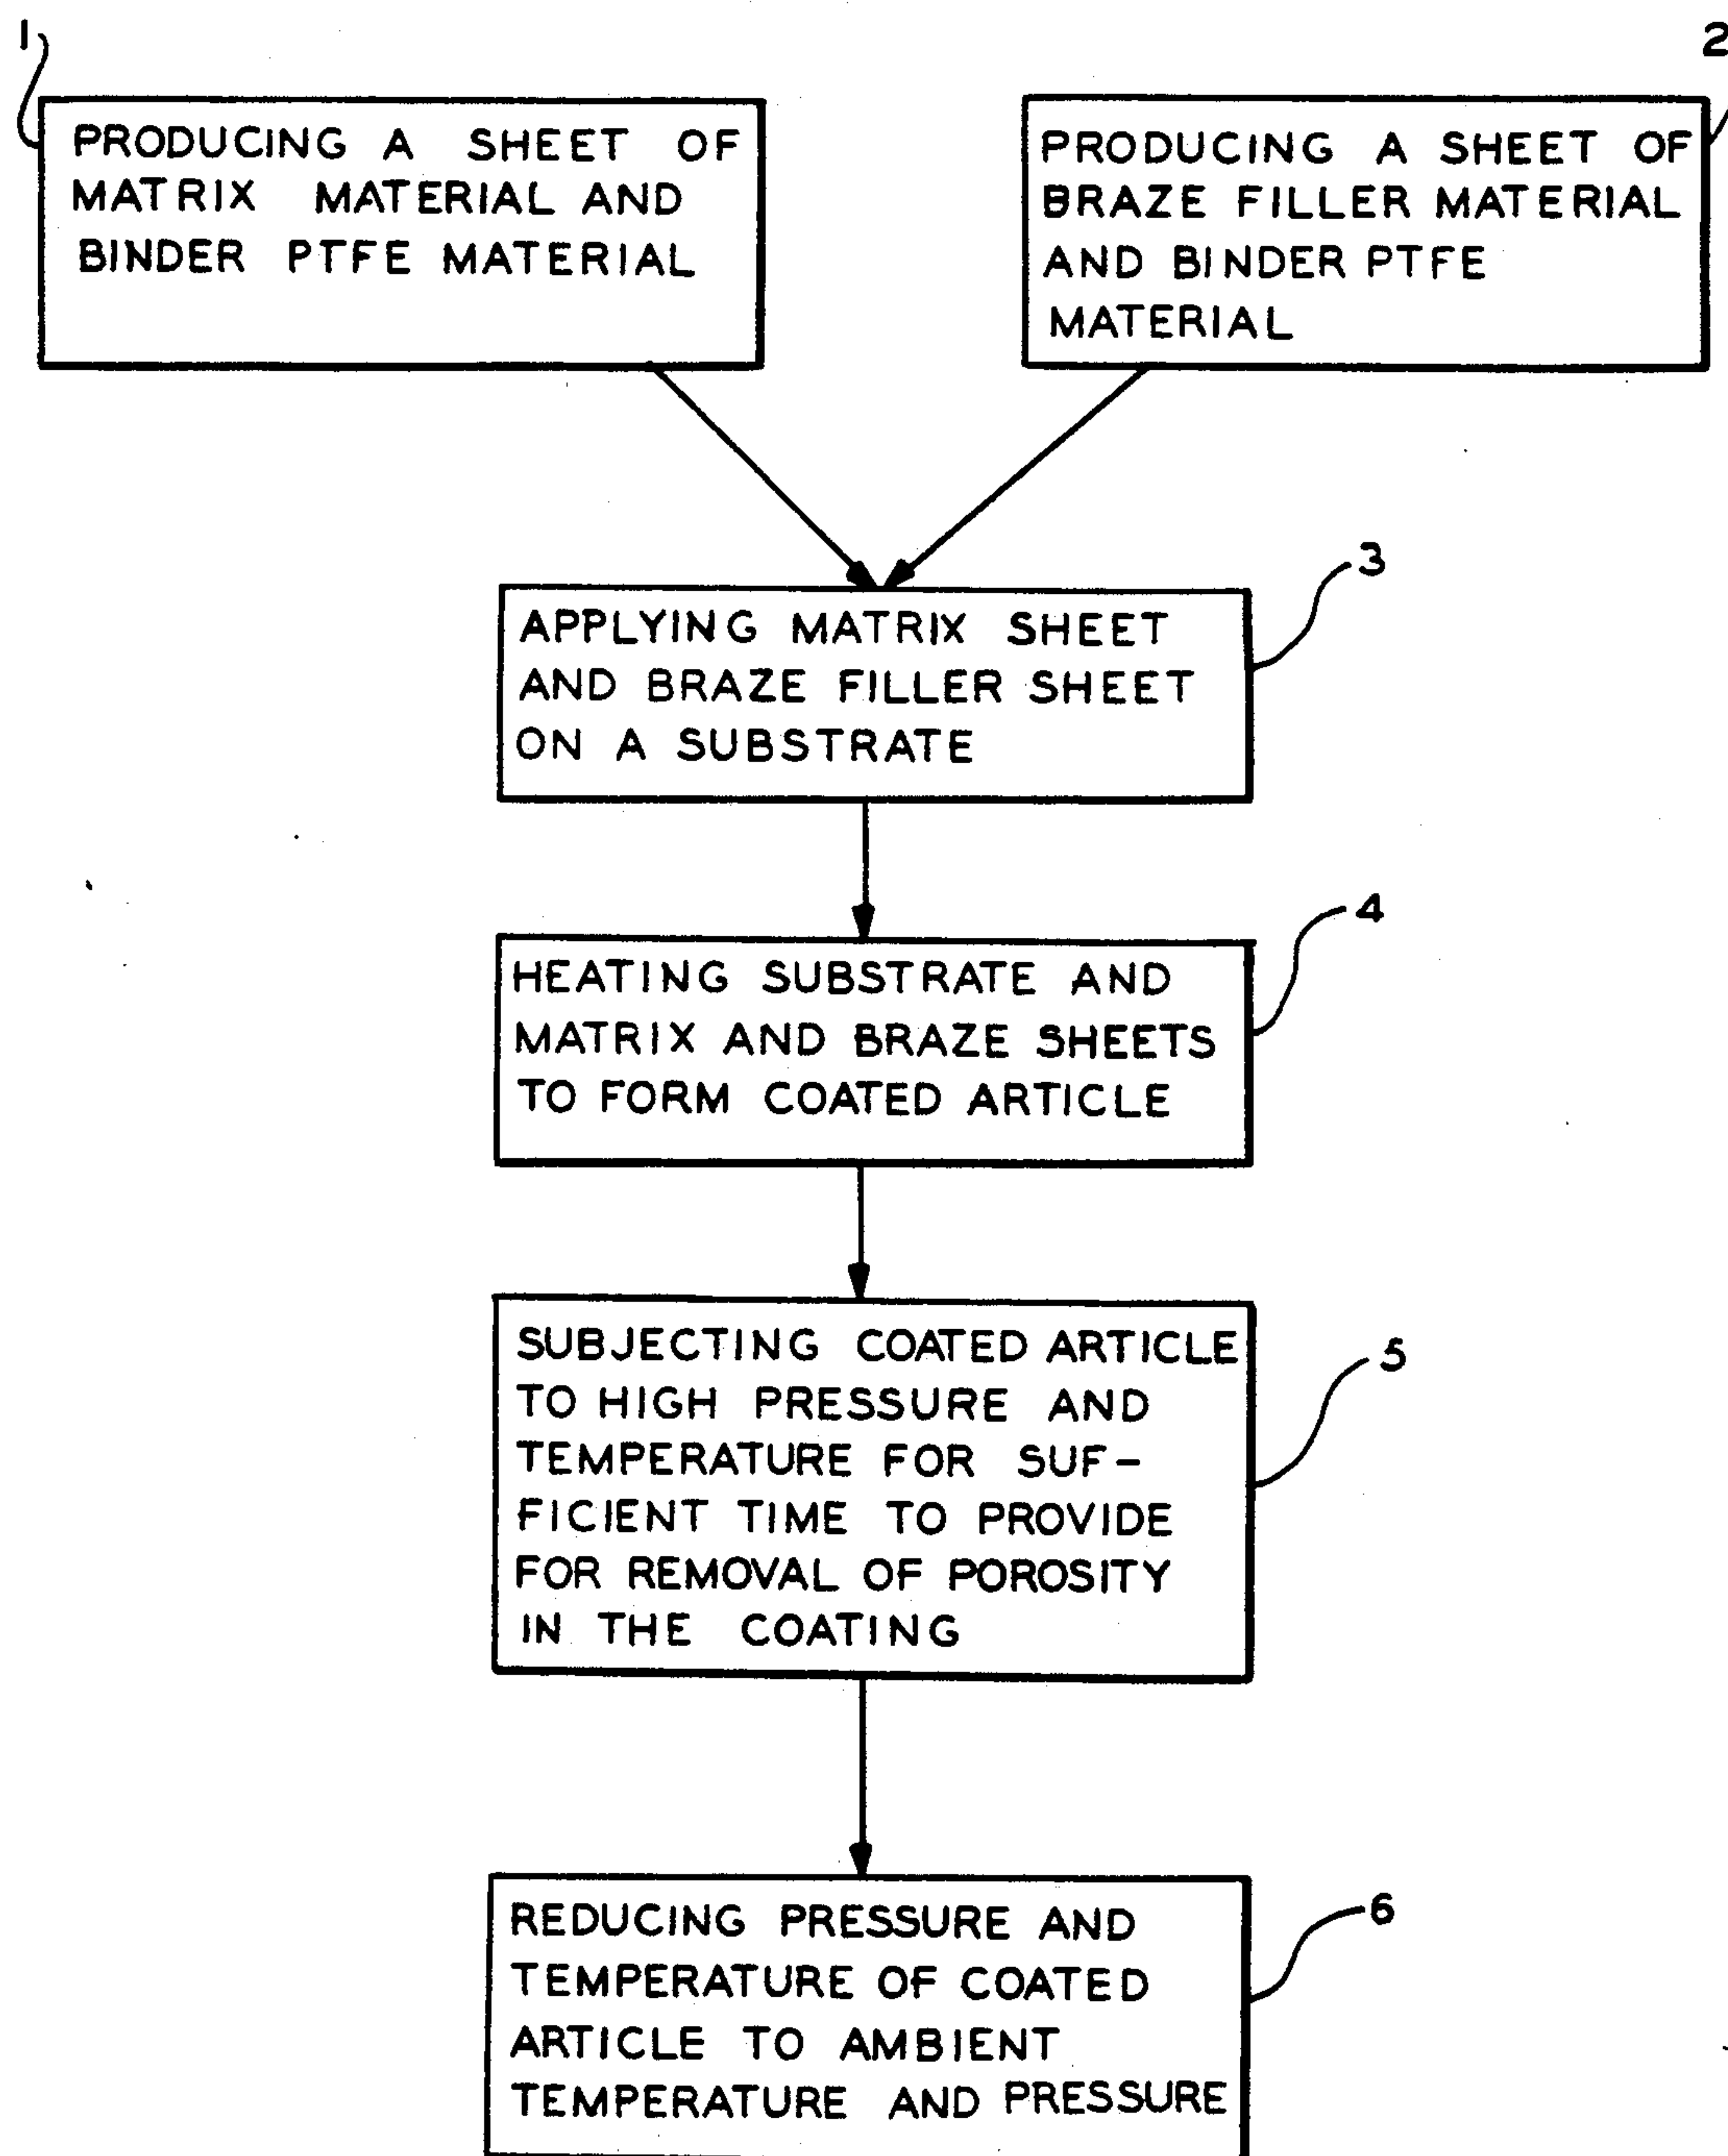 1
PRODUCING A SHEET OF
MATRIX MATERIAL AND
BINDER PTFE MATERIAL
2
PRODUCING A SHEET OF
BRAZE FILLER MATERIAL
AND BINDER PTFE
MATERIAL
3
APPLYING MATRIX SHEET
AND BRAZE FILLER SHEET
ON A SUBSTRATE
4
HEATING SUBSTRATE AND
MATRIX AND BRAZE SHEETS
TO FORM COATED ARTICLE
5
SUBJECTING COATED ARTICLE
TO HIGH PRESSURE AND
TEMPERATURE FOR SUF-
FICIENT TIME TO PROVIDE
FOR REMOVAL OF POROSITY
IN THE COATING
6
REDUCING PRESSURE AND
TEMPERATURE OF COATED
ARTICLE TO AMBIENT
TEMPERATURE AND PRESSURE